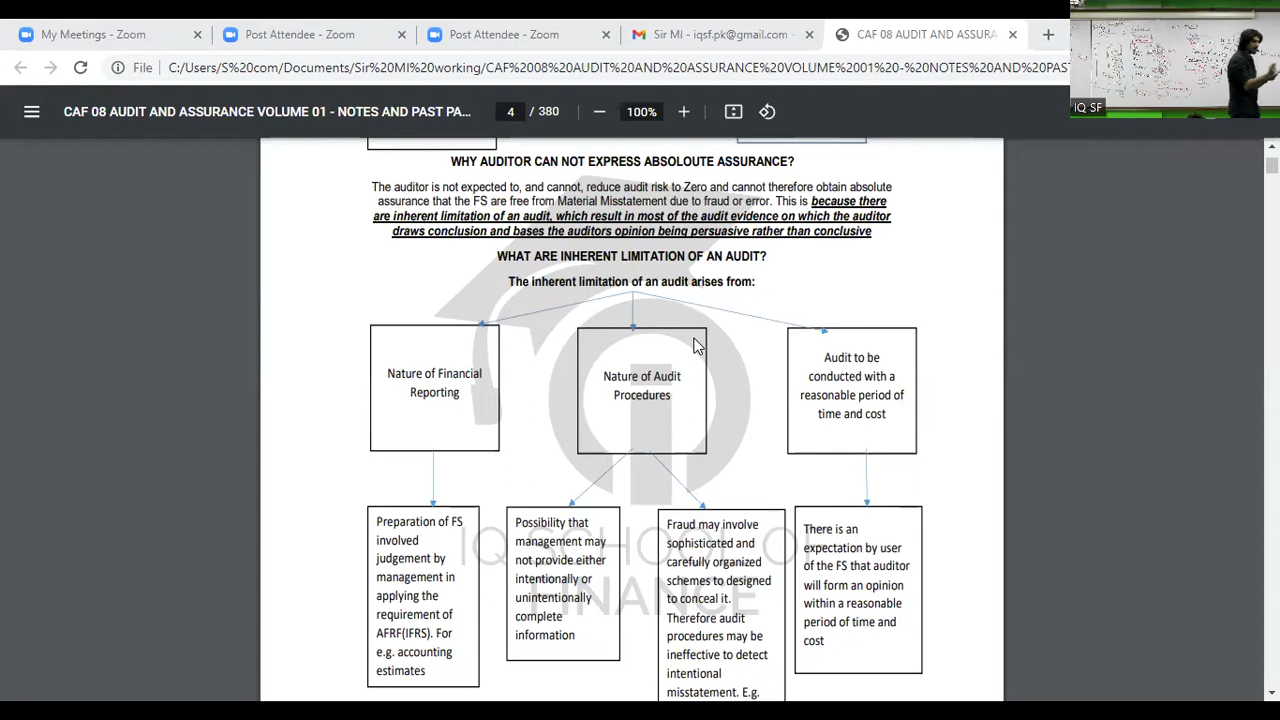 My Meetings - Zoom
Post Attendee - Zoom
Post Attendee - Zoom
Sir MI - iqsf.pk@gmail.com -
CAF 08 AUDIT AND ASSURA
File
C:/Users/S%20com/Documents/Sir%20MI%20working/CAF%2008%20AUDIT%20AND%20ASSURANCE%20VOLUME%2001%20-%20NOTES%20AND%20PAST
IQ SF
CAF 08 AUDIT AND ASSURANCE VOLUME 01 - NOTES AND PAST PA...
4 / 380
100%
WHY AUDITOR CAN NOT EXPRESS ABSOLOUTE ASSURANCE?
The auditor is not expected to, and cannot, reduce audit risk to Zero and cannot therefore obtain absolute
assurance that the FS are free from Material Misstatement due to fraud or error. This is because there
are inherent limitation of an audit, which result in most of the audit evidence on which the auditor
draws conclusion and bases the auditors opinion being persuasive rather than conclusive
WHAT ARE INHERENT LIMITATION OF AN AUDIT?
The inherent limitation of an audit arises from:
Nature of Financial
Reporting
Nature of Audit
Procedures
Audit to be
conducted with a
reasonable period of
time and cost
Preparation of FS
involved
judgement by
management in
applying the
requirement of
AFRF(IFRS). For
e.g. accounting
estimates
Possibility that
management may
not provide either
intentionally or
unintentionally
complete
information
Fraud may involve
sophisticated and
carefully organized
schemes to designed
to conceal it.
Therefore audit
procedures may be
ineffective to detect
intentional
misstatement. E.g.
There is an
expectation by user
of the FS that auditor
will form an opinion
within a reasonable
period of time and
cost
IQ SCHOOL OF
FINANCE